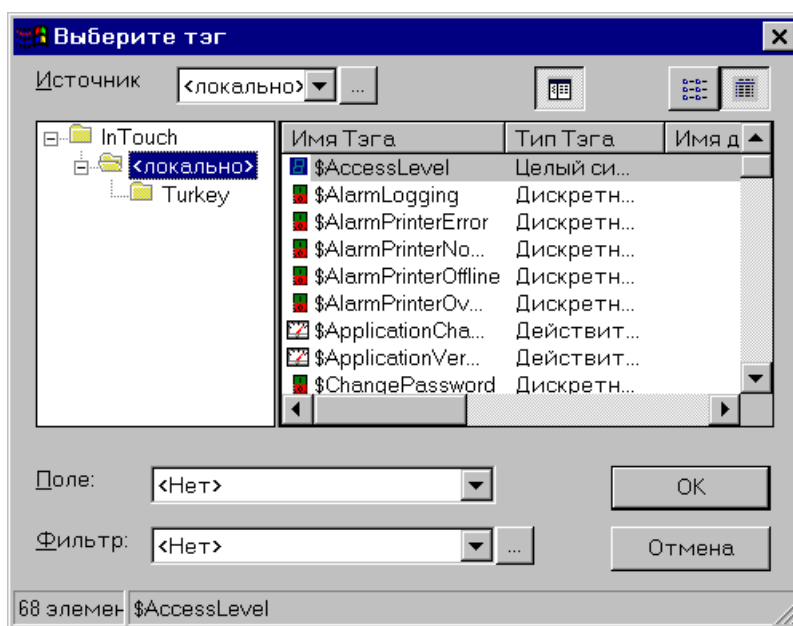 Выберите тэг
Источник <локально> ...
InTouch
<локально>
Turkey
Имя Тэга Тип Тэга Имя д
$AccessLevel Целый си...
$AlarmLogging Дискретн...
$AlarmPrinterError Дискретн...
$AlarmPrinterNo... Дискретн...
$AlarmPrinterOffline Дискретн...
$AlarmPrinterOv... Дискретн...
$ApplicationCha... Действит...
$ApplicationVer... Действит...
$ChangePassword Дискретн...
Поле: <Нет> OK
Фильтр: <Нет> ... Отмена
68 элемен $AccessLevel